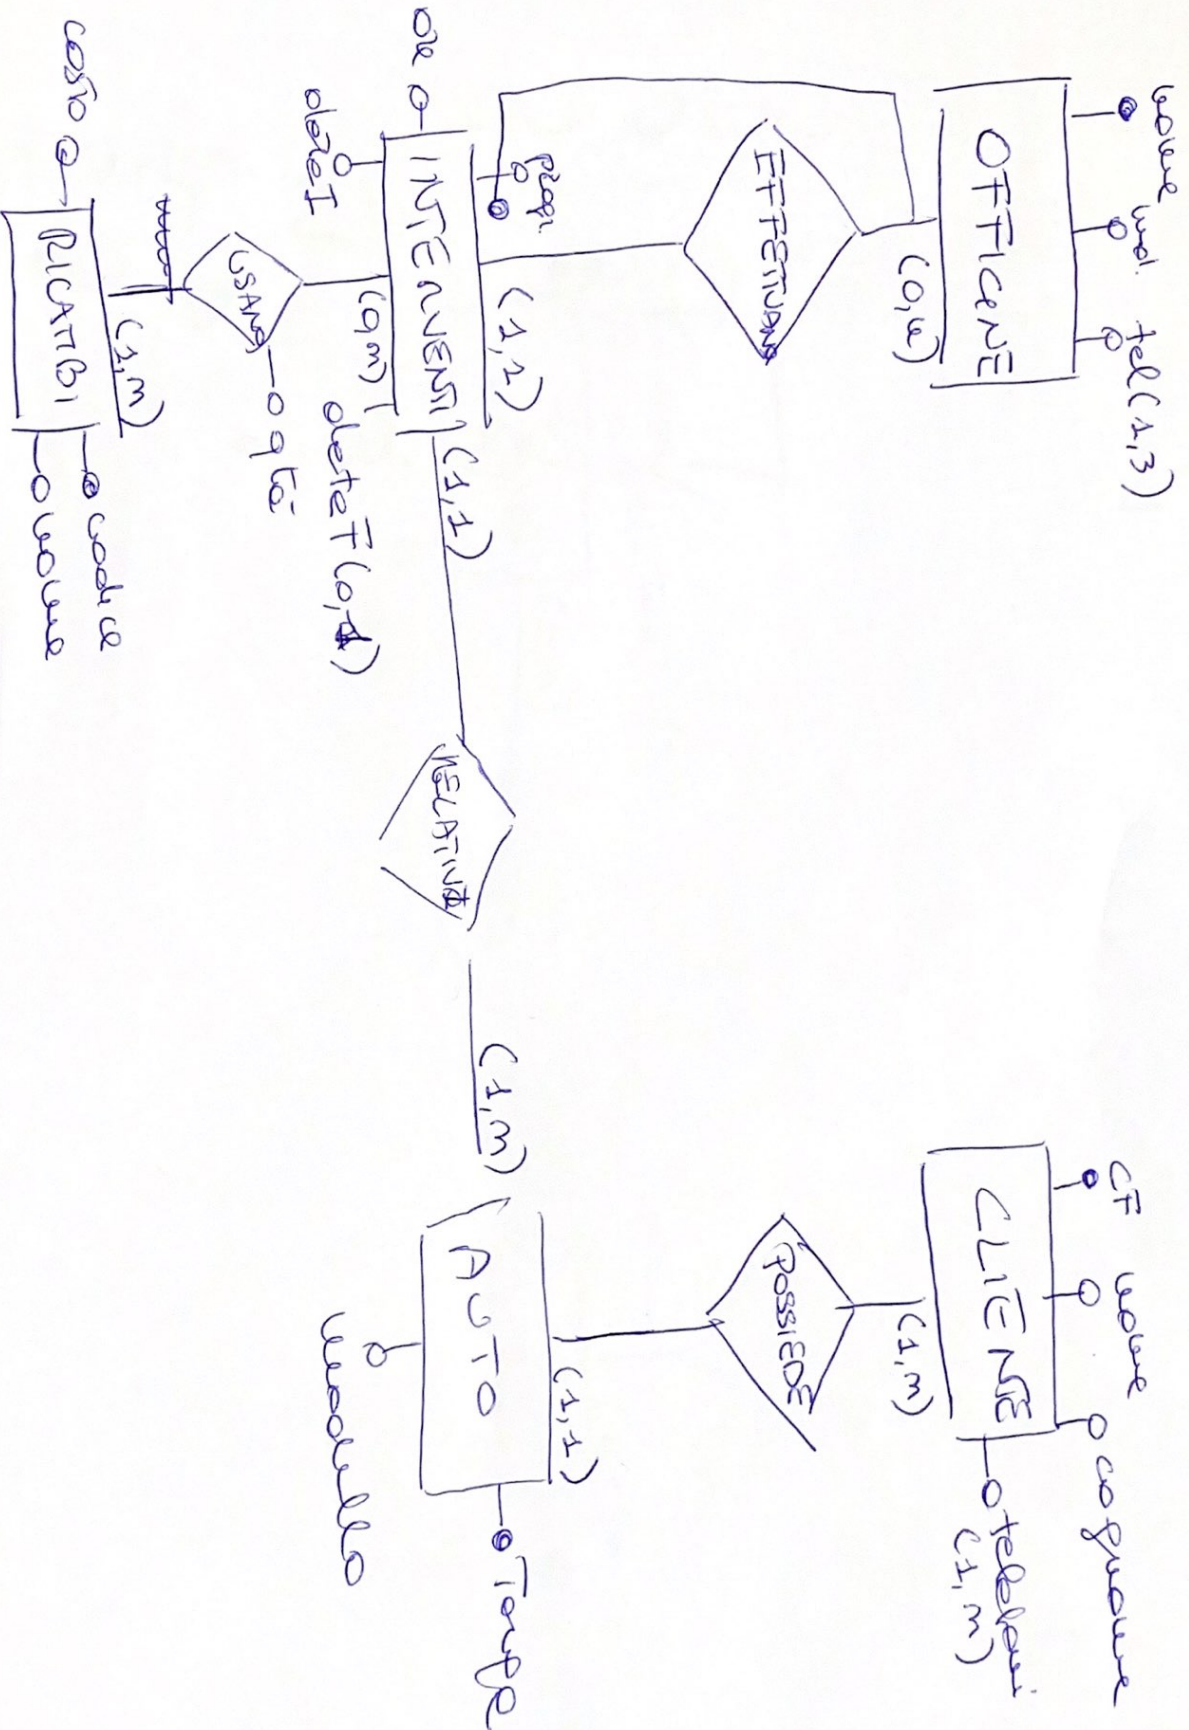 nome
ind.
tel(1,3)
OFFICINE
(0,n)
EFFETTUANO
progr.
(1,1)
ore
INTERVENTI
dataI
dataF(0,1)
(0,m)
USANO
qtà
(1,m)
costo
RICAMBI
codice
nome
(1,1)
RELATIVI
(1,m)
CF
nome
cognome
CLIENTE
telefoni
(1,m)
(1,m)
POSSIEDE
(1,1)
AUTO
Targa
modello